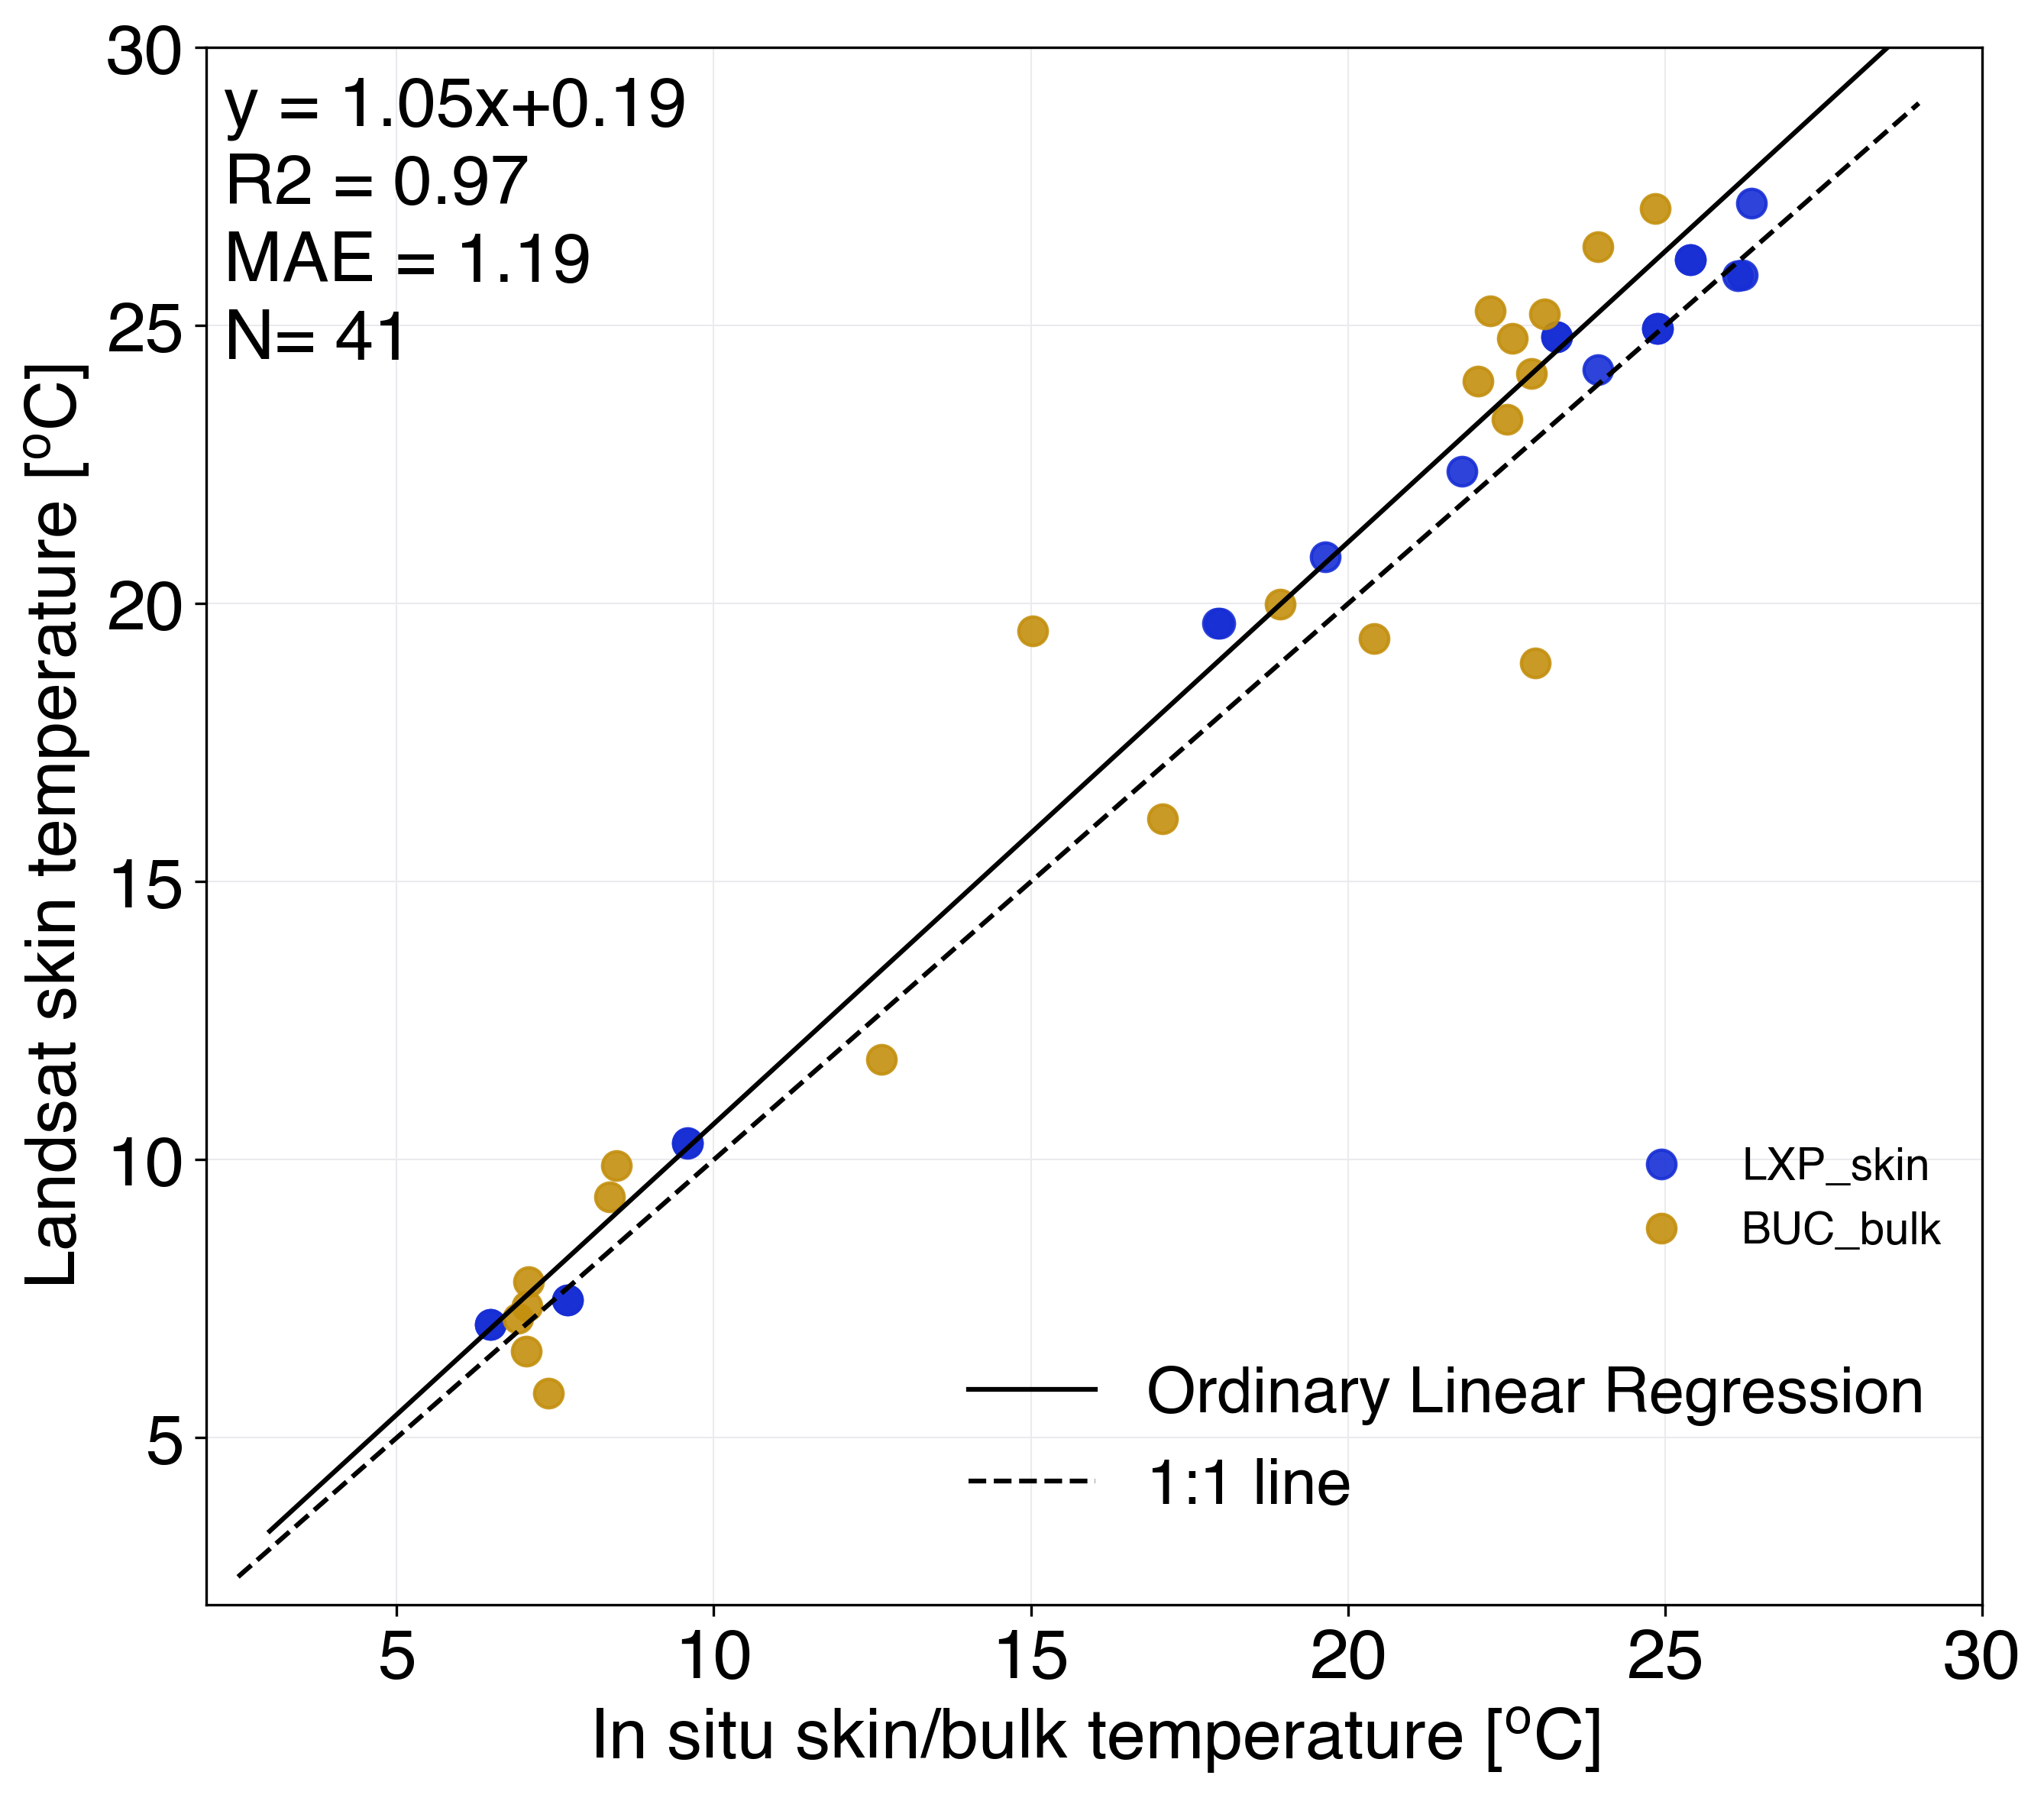 y = 1.05x+0.19
R2 = 0.97
MAE = 1.19
N= 41
30
25
20
15
10
5
Landsat skin temperature [°C]
LXP_skin
BUC_bulk
Ordinary Linear Regression
1:1 line
5 10 15 20 25 30
In situ skin/bulk temperature [°C]